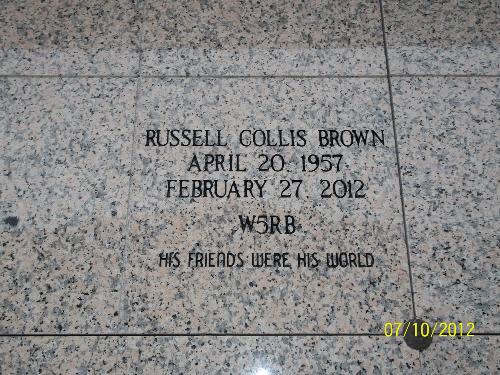 RUSSELL COLLIS BROWN
APRIL 20 1957
FEBRUARY 27 2012
W5RB
HIS FRIENDS WERE HIS WORLD
07/10/2012